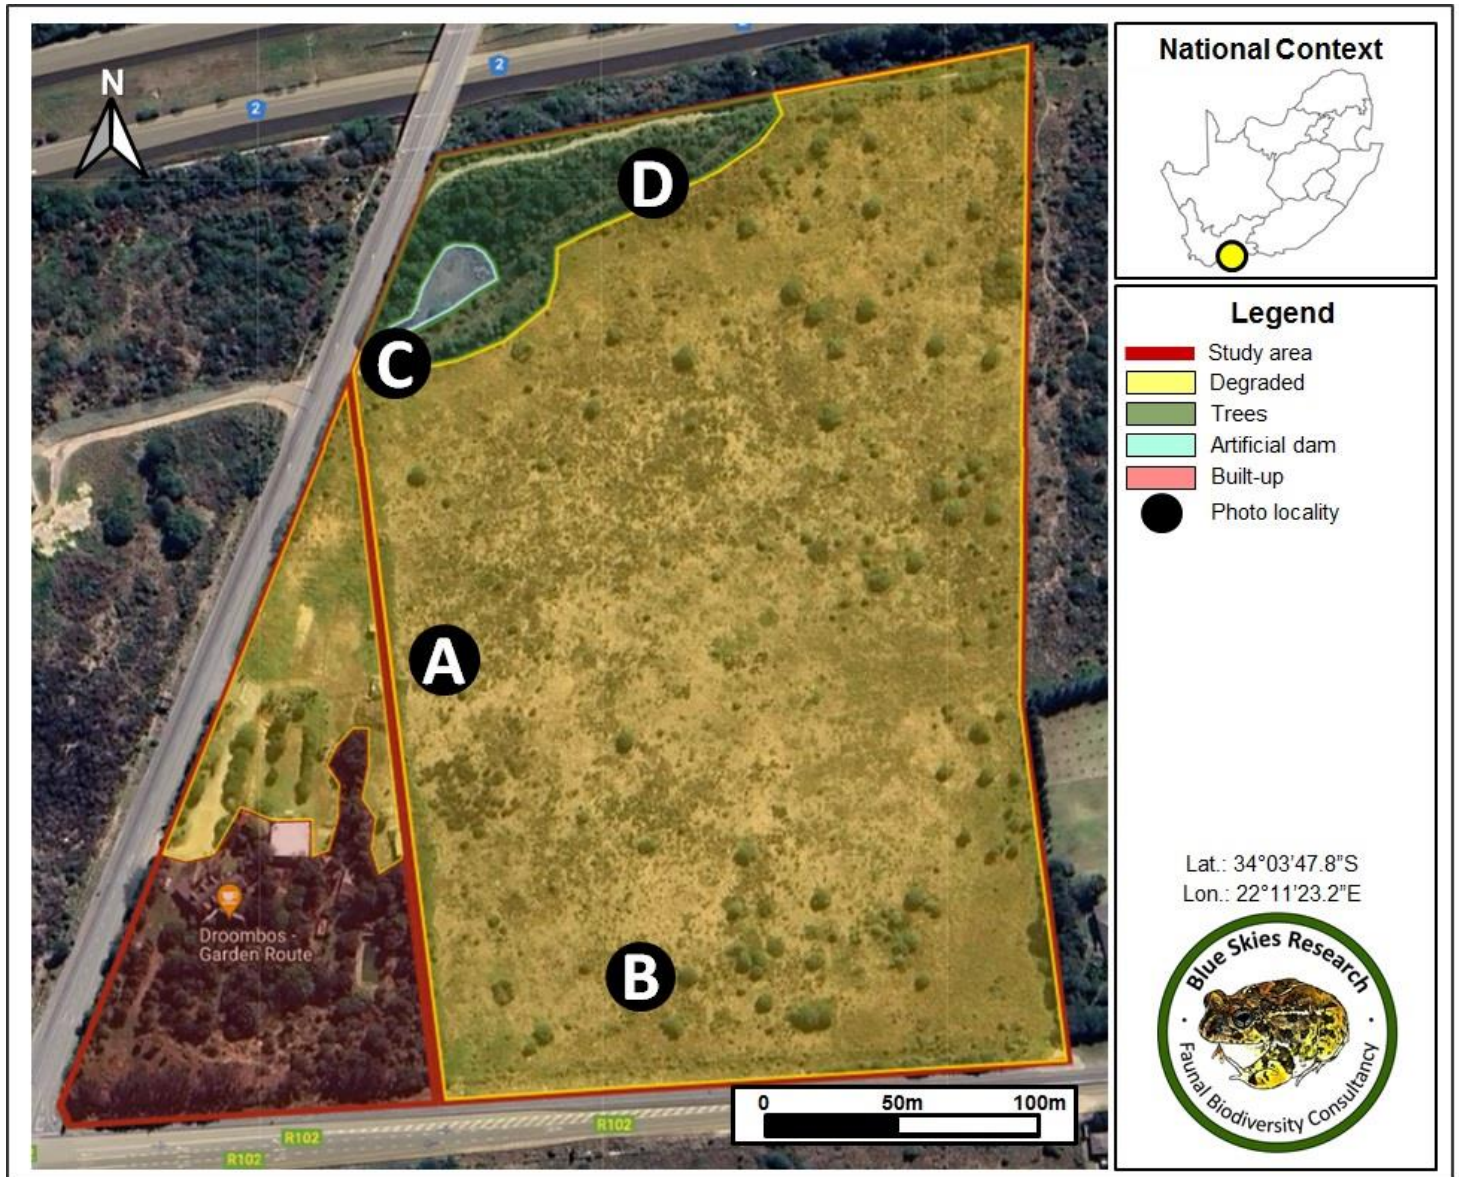 N
2
2
D
C
A
B
Droombos -
Garden Route
R102
R102
R102
0 50m 100m
National Context
Legend
Study area
Degraded
Trees
Artificial dam
Built-up
Photo locality
Lat.: 34°03'47.8"S
Lon.: 22°11'23.2"E
Blue Skies Research
Faunal Biodiversity Consultancy